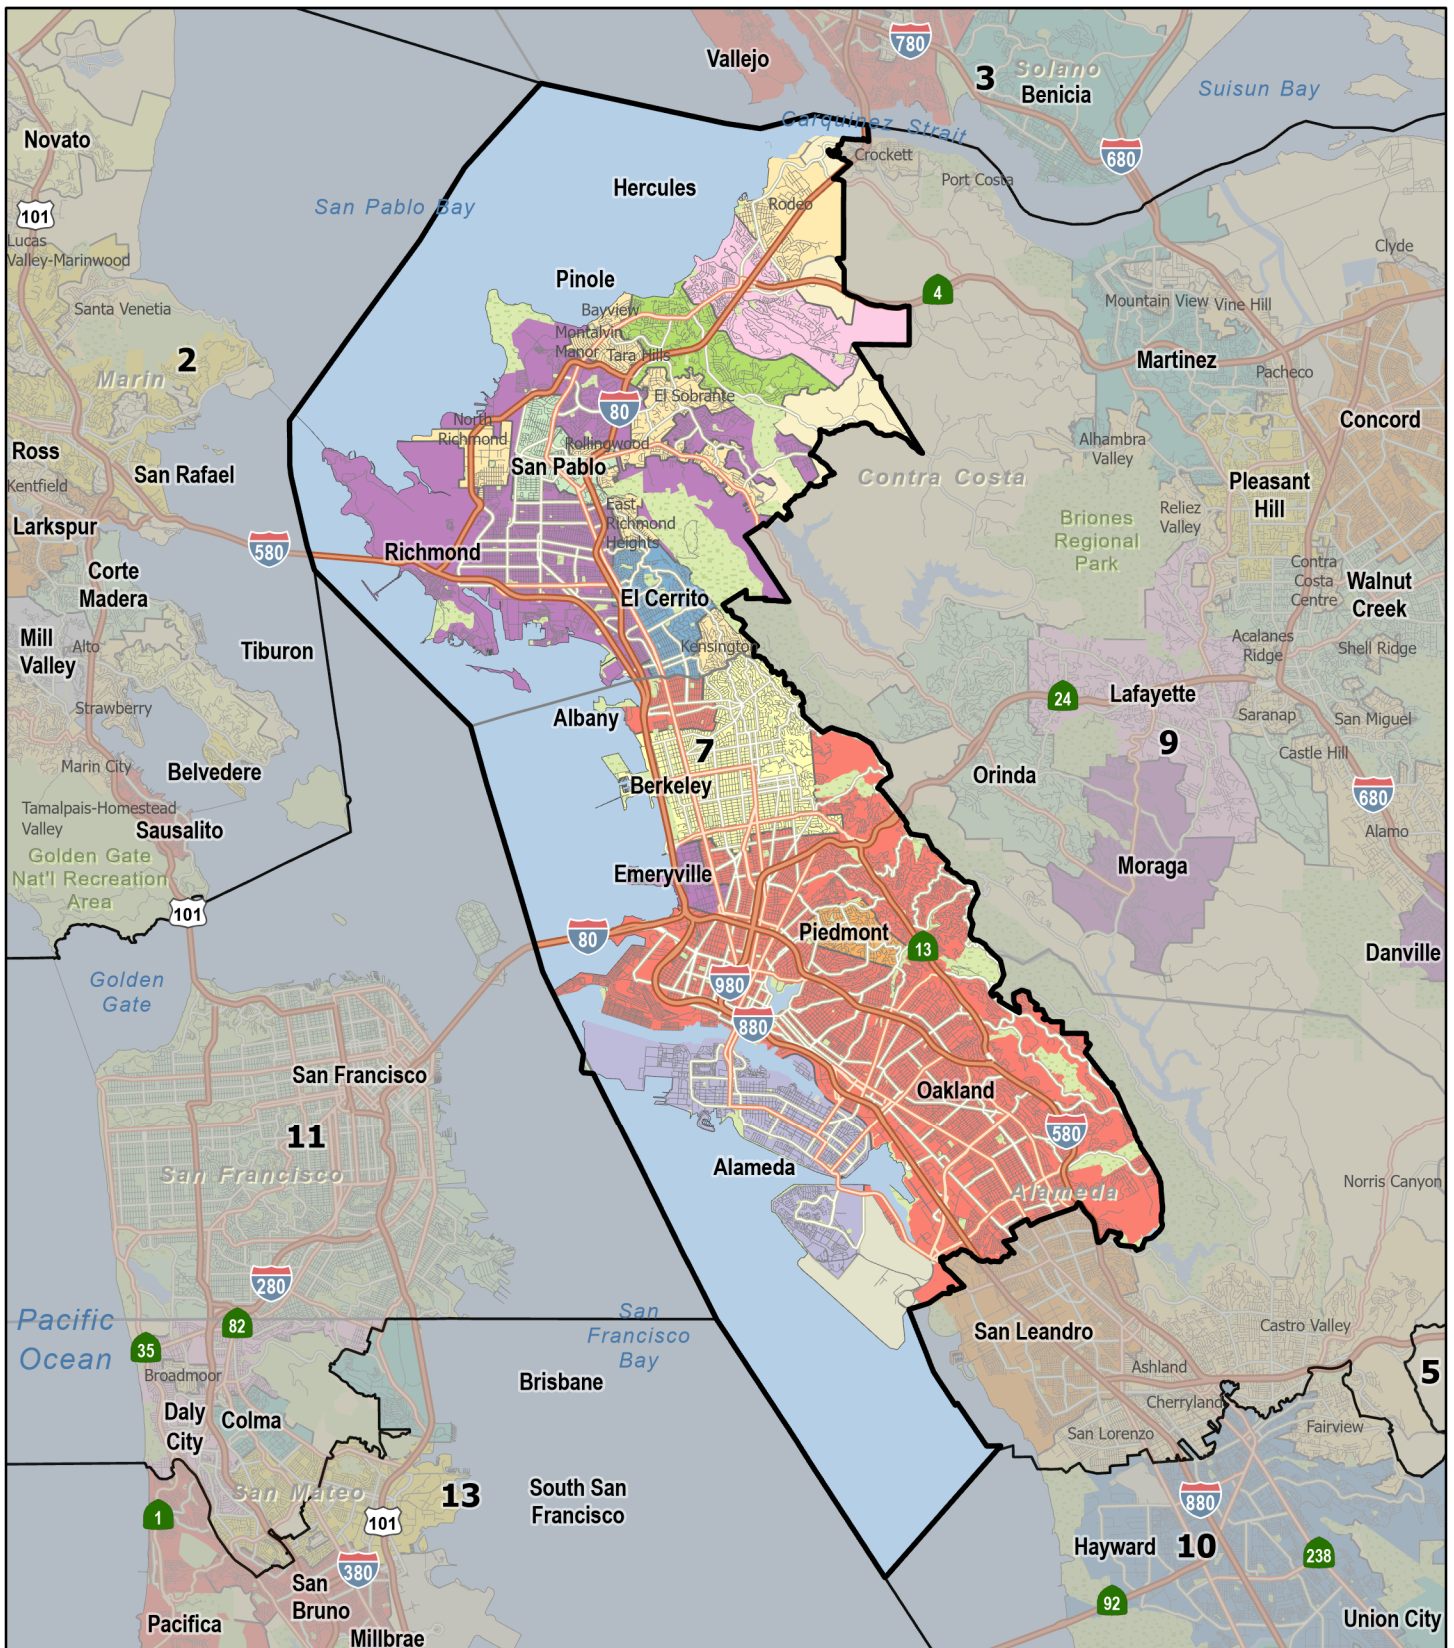 780
Vallejo
3
Solano
Benicia
Suisun Bay
Carquinez Strait
Novato
680
Crockett
Port Costa
Hercules
San Pablo Bay
Rodeo
101
Lucas
Valley-Marinwood
Clyde
Pinole
4
Santa Venetia
Bayview
Mountain View
Vine Hill
Montalvin
Manor
Tara Hills
2
Marin
Martinez
Pacheco
El Sobrante
80
North
Richmond
Concord
Rollingwood
Alhambra
Valley
Ross
San Rafael
San Pablo
Contra Costa
Kentfield
Pleasant
Hill
East
Richmond
Heights
Reliez
Valley
Briones
Regional
Park
Larkspur
580
Richmond
Contra
Costa
Centre
Corte
Madera
El Cerrito
Walnut
Creek
Mill
Valley
Alto
Tiburon
Kensington
Acalanes
Ridge
Shell Ridge
24
Lafayette
Strawberry
Albany
Saranap
San Miguel
7
9
Castle Hill
Marin City
Belvedere
Berkeley
Orinda
680
Tamalpais-Homestead
Valley
Sausalito
Alamo
Golden Gate
Nat'l Recreation
Area
Emeryville
Moraga
101
Piedmont
80
13
Danville
Golden
Gate
980
880
San Francisco
Oakland
580
11
San Francisco
Alameda
Alameda
Norris Canyon
280
Pacific
Ocean
82
San
Francisco
Bay
35
San Leandro
Castro Valley
Broadmoor
Ashland
5
Brisbane
Cherryland
Daly
City
Colma
San Lorenzo
Fairview
San Mateo
13
South San
Francisco
1
101
880
Hayward
10
238
380
San
Bruno
92
Pacifica
Millbrae
Union City